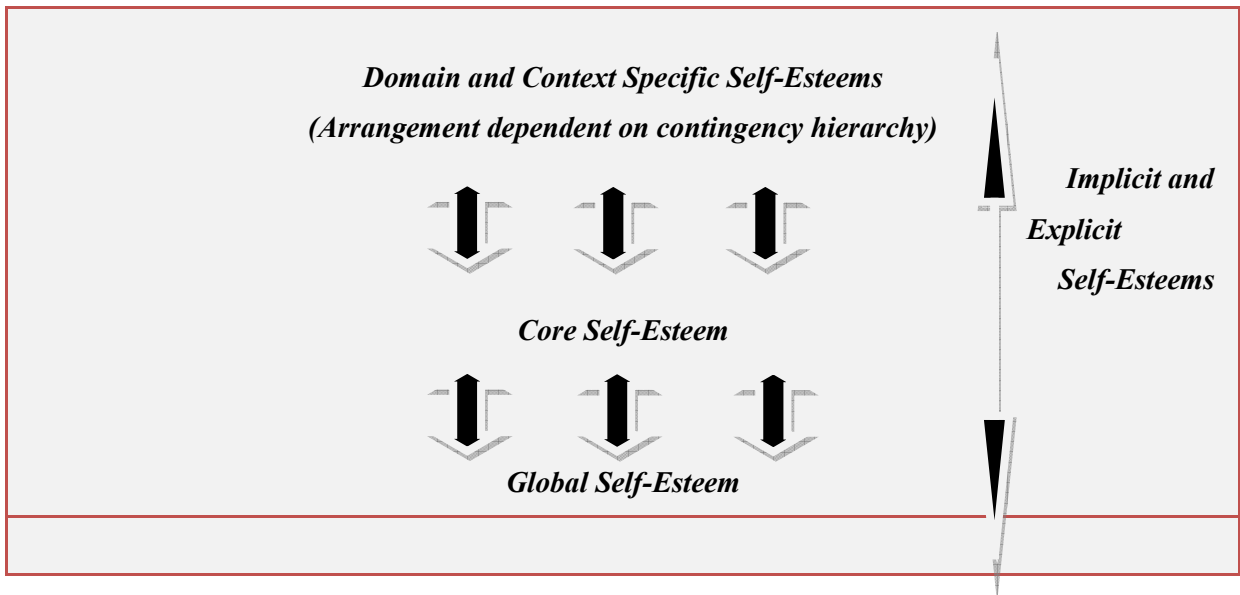 Domain and Context Specific Self-Esteems
(Arrangement dependent on contingency hierarchy)
Implicit and
Explicit
Self-Esteems
Core Self-Esteem
Global Self-Esteem